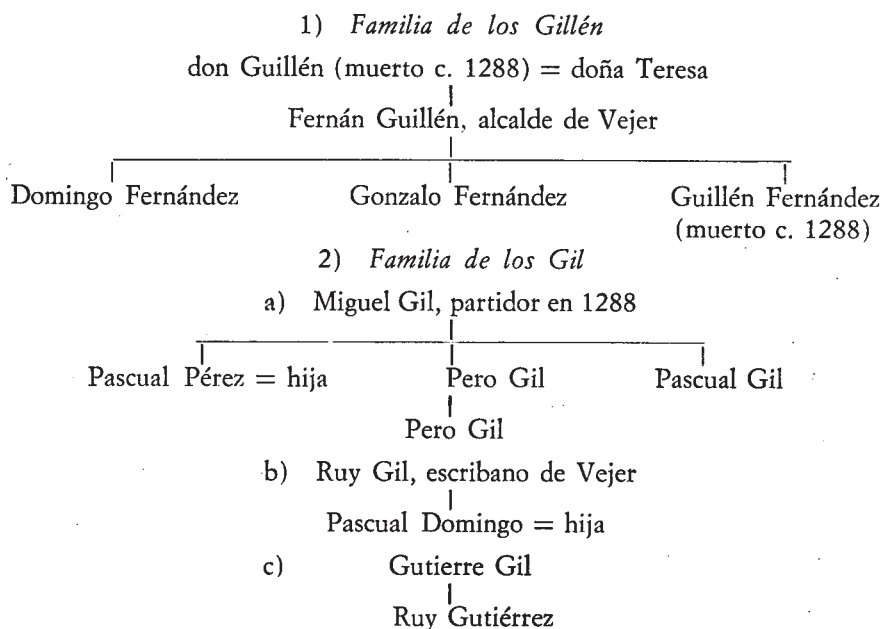 1) Familia de los Gillén
don Guillén (muerto c. 1288) = doña Teresa
Fernán Guillén, alcalde de Vejer
Domingo Fernández Gonzalo Fernández Guillén Fernández
(muerto c. 1288)
2) Familia de los Gil
a) Miguel Gil, partidor en 1288
Pascual Pérez = hija Pero Gil Pascual Gil
Pero Gil
b) Ruy Gil, escribano de Vejer
Pascual Domingo = hija
c) Gutierre Gil
Ruy Gutiérrez